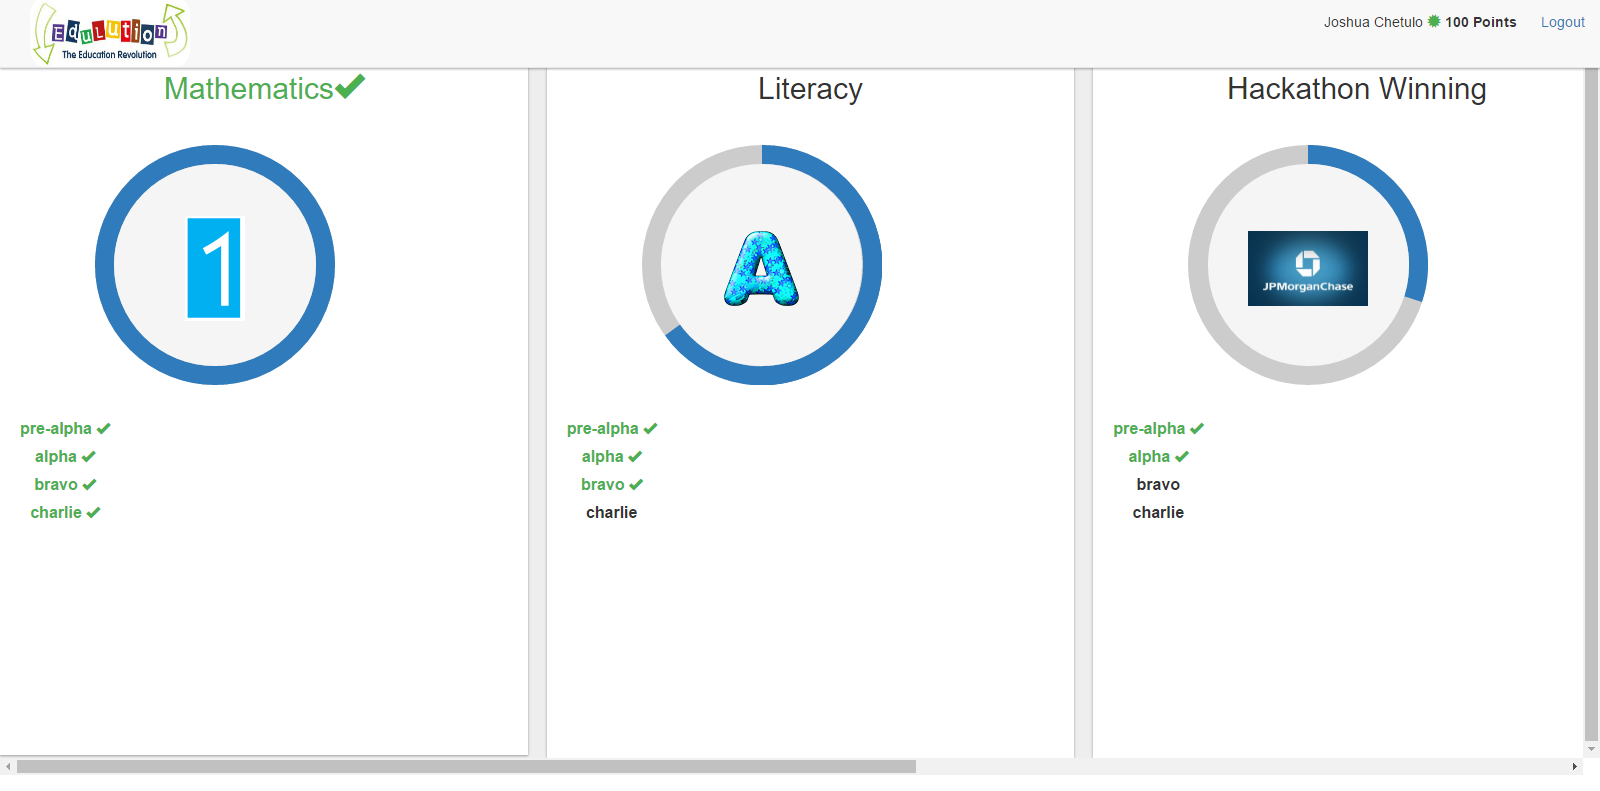 EduLution
The Education Revolution
Joshua Chetulo 100 Points Logout
Mathematics
1
pre-alpha
alpha
bravo
charlie
Literacy
A
pre-alpha
alpha
bravo
charlie
Hackathon Winning
JPMorganChase
pre-alpha
alpha
bravo
charlie